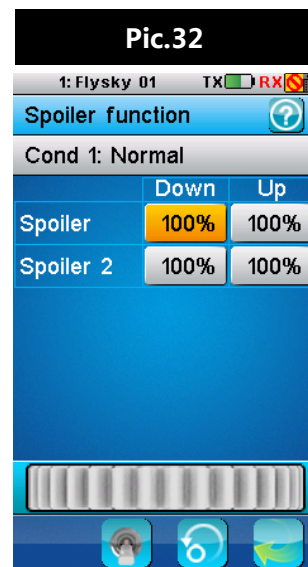 Pic.32
1: Flysky 01 TX RX
Spoiler function ?
Cond 1: Normal
Down Up
Spoiler 100% 100%
Spoiler 2 100% 100%